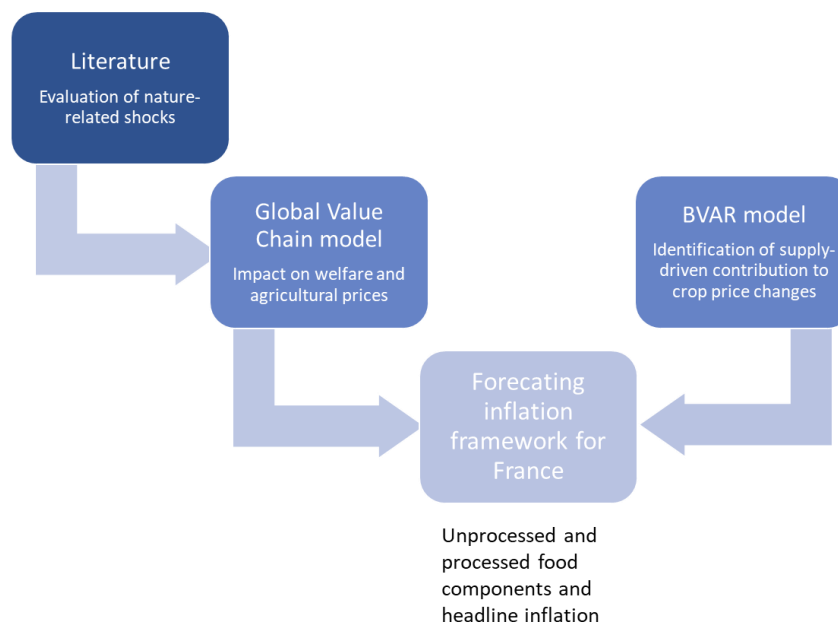 Literature
Evaluation of nature-
related shocks
Global Value
Chain model
Impact on welfare and
agricultural prices
BVAR model
Identification of supply-
driven contribution to
crop price changes
Forecating
inflation
framework for
France
Unprocessed and
processed food
components and
headline inflation